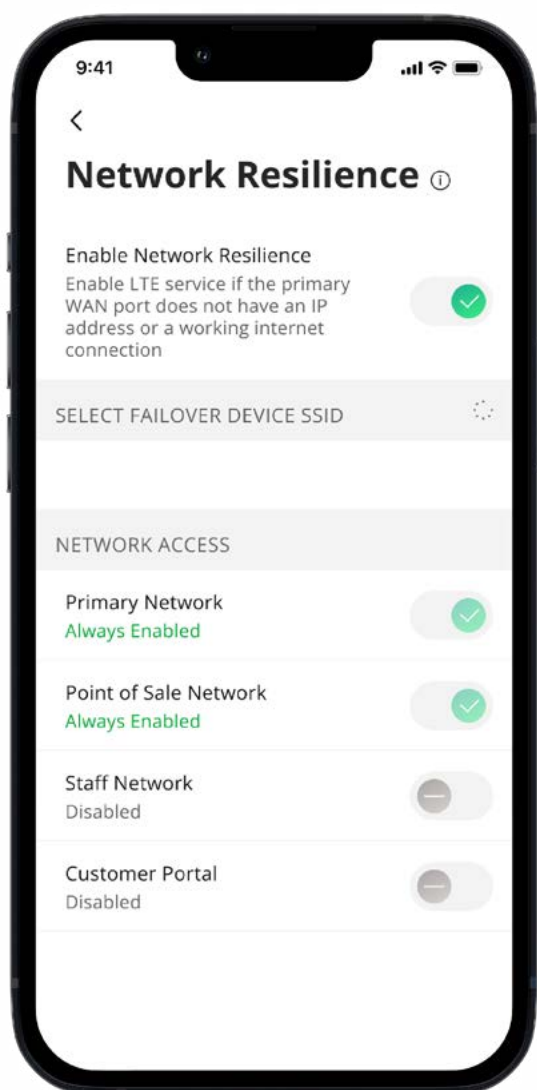 9:41
Network Resilience
Enable Network Resilience
Enable LTE service if the primary
WAN port does not have an IP
address or a working internet
connection
SELECT FAILOVER DEVICE SSID
NETWORK ACCESS
Primary Network
Always Enabled
Point of Sale Network
Always Enabled
Staff Network
Disabled
Customer Portal
Disabled